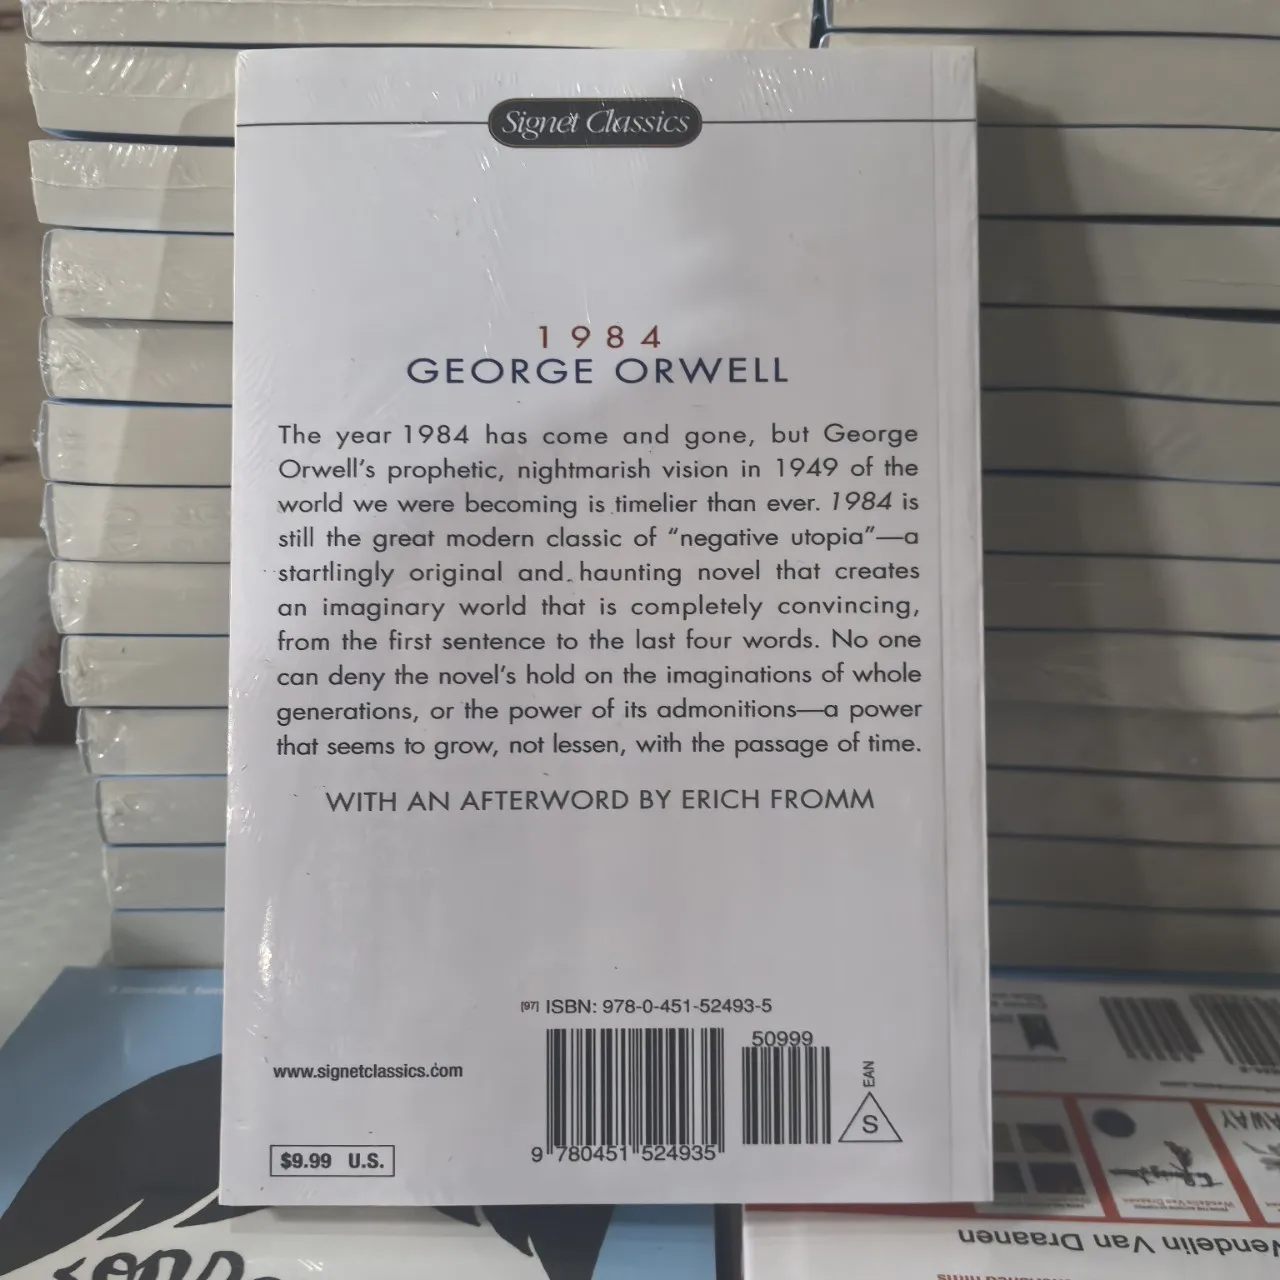 Signet Classics
1984
GEORGE ORWELL
The year 1984 has come and gone, but George
Orwell's prophetic, nightmarish vision in 1949 of the
world we were becoming is timelier than ever. 1984 is
still the great modern classic of “negative utopia”—a
startlingly original and haunting novel that creates
an imaginary world that is completely convincing,
from the first sentence to the last four words. No one
can deny the novel's hold on the imaginations of whole
generations, or the power of its admonitions—a power
that seems to grow, not lessen, with the passage of time.
WITH AN AFTERWORD BY ERICH FROMM
[97] ISBN: 978-0-451-52493-5
50999
www.signetclassics.com
EAN
S
9 780451 524935
$9.99 U.S.
AWAY
Wendelin Van Draanen